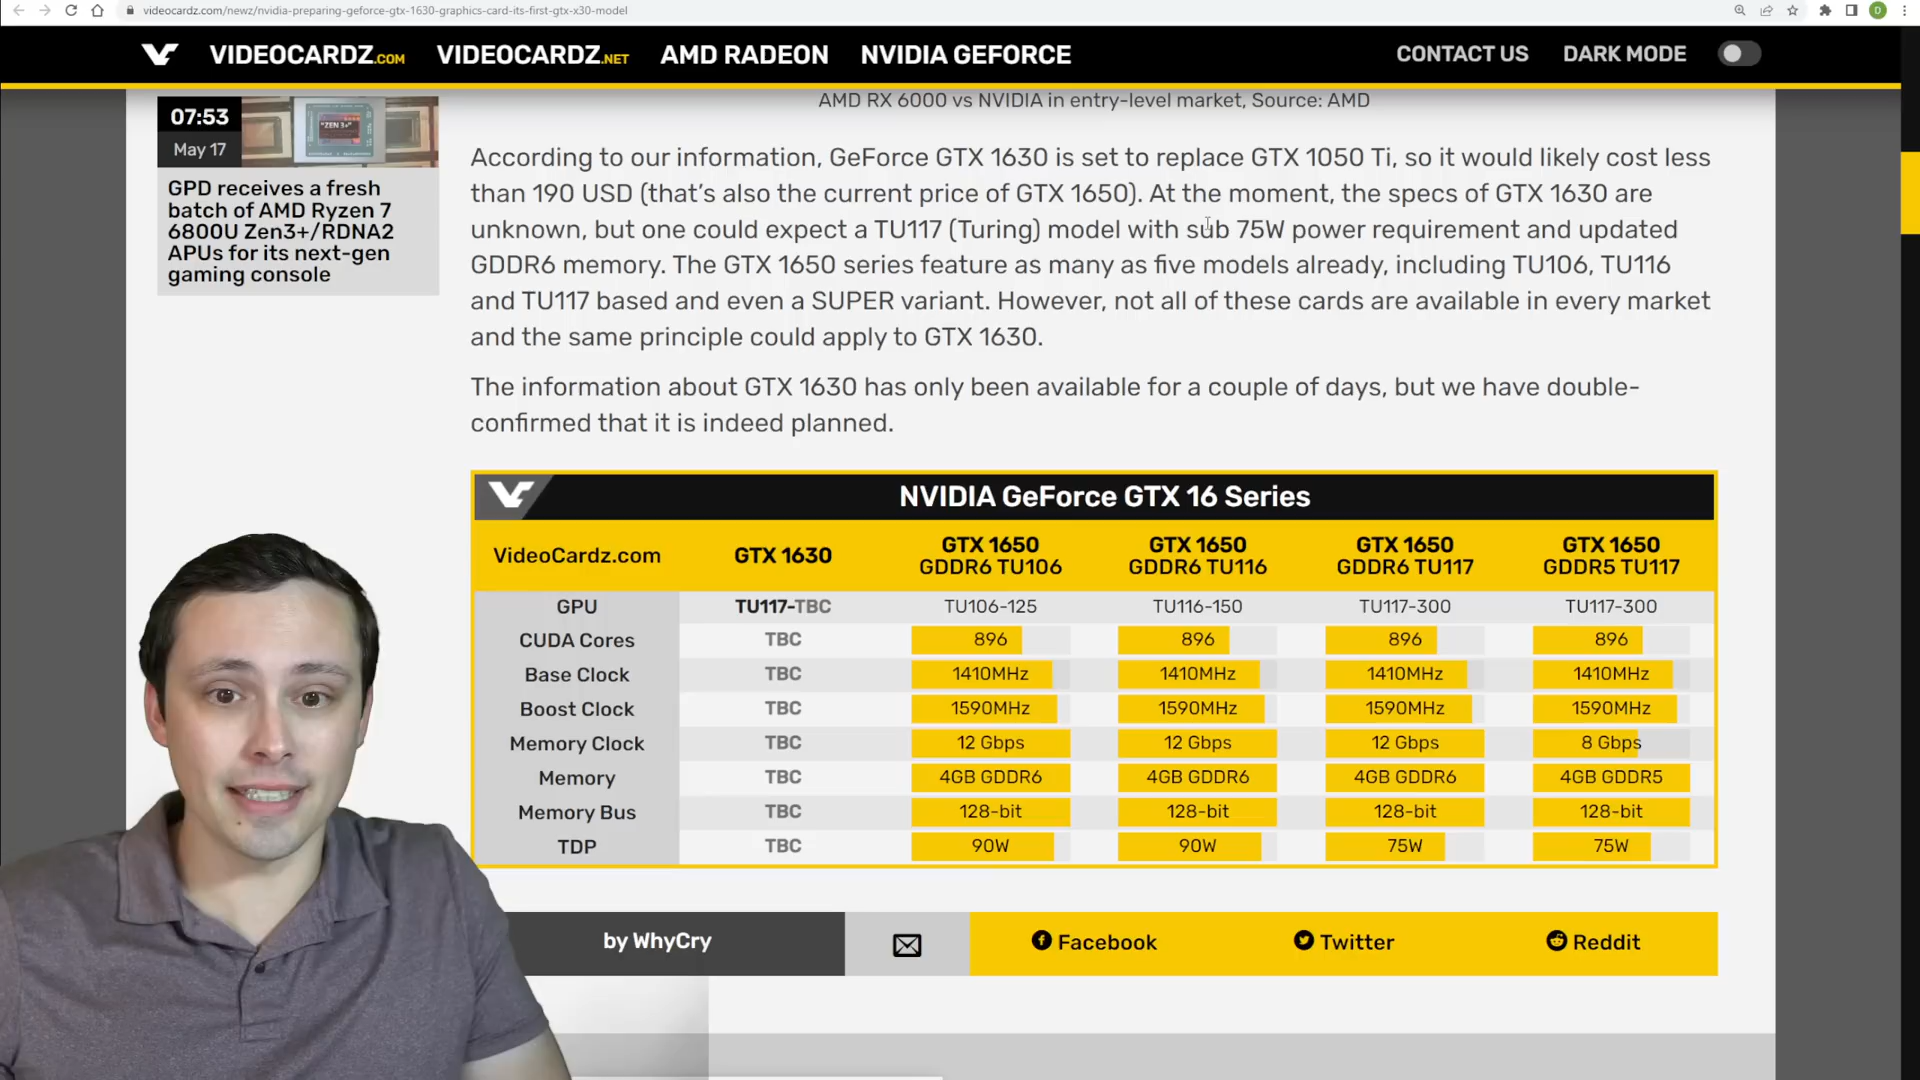 videocardz.com/newz/nvidia-preparing-geforce-gtx-1630-graphics-card-its-first-gtx-x30-model
D
VIDEOCARDZ.COM VIDEOCARDZ.NET AMD RADEON NVIDIA GEFORCE CONTACT US DARK MODE
07:53
May 17
"ZEN 3+"
GPD receives a fresh
batch of AMD Ryzen 7
6800U Zen3+/RDNA2
APUs for its next-gen
gaming console
AMD RX 6000 vs NVIDIA in entry-level market, Source: AMD
According to our information, GeForce GTX 1630 is set to replace GTX 1050 Ti, so it would likely cost less
than 190 USD (that's also the current price of GTX 1650). At the moment, the specs of GTX 1630 are
unknown, but one could expect a TU117 (Turing) model with sub 75W power requirement and updated
GDDR6 memory. The GTX 1650 series feature as many as five models already, including TU106, TU116
and TU117 based and even a SUPER variant. However, not all of these cards are available in every market
and the same principle could apply to GTX 1630.
The information about GTX 1630 has only been available for a couple of days, but we have double-
confirmed that it is indeed planned.
NVIDIA GeForce GTX 16 Series
VideoCardz.com GTX 1630 GTX 1650 GTX 1650 GTX 1650 GTX 1650
GDDR6 TU106 GDDR6 TU116 GDDR6 TU117 GDDR5 TU117
GPU TU117-TBC TU106-125 TU116-150 TU117-300 TU117-300
CUDA Cores TBC 896 896 896 896
Base Clock TBC 1410MHz 1410MHz 1410MHz 1410MHz
Boost Clock TBC 1590MHz 1590MHz 1590MHz 1590MHz
Memory Clock TBC 12 Gbps 12 Gbps 12 Gbps 8 Gbps
Memory TBC 4GB GDDR6 4GB GDDR6 4GB GDDR6 4GB GDDR5
Memory Bus TBC 128-bit 128-bit 128-bit 128-bit
TDP TBC 90W 90W 75W 75W
by WhyCry Facebook Twitter Reddit